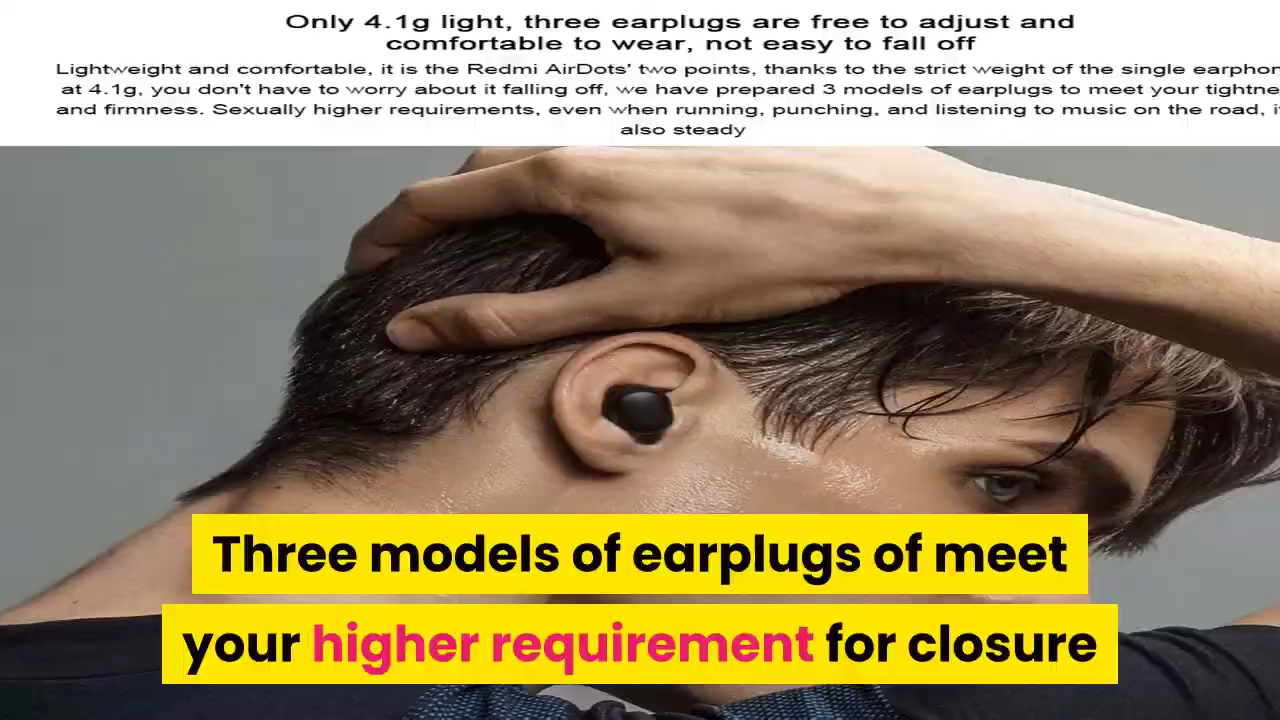 Only 4.1g light, three earplugs are free to adjust and
comfortable to wear, not easy to fall off
Lightweight and comfortable, it is the Redmi AirDots' two points, thanks to the strict weight of the single
at 4.1g, you don't have to worry about it falling off, we have prepared 3 models of earplugs to meet your
and firmness. Sexually higher requirements, even when running, punching, and listening to music on the road,
also steady
Three models of earplugs of meet
your higher requirement for closure